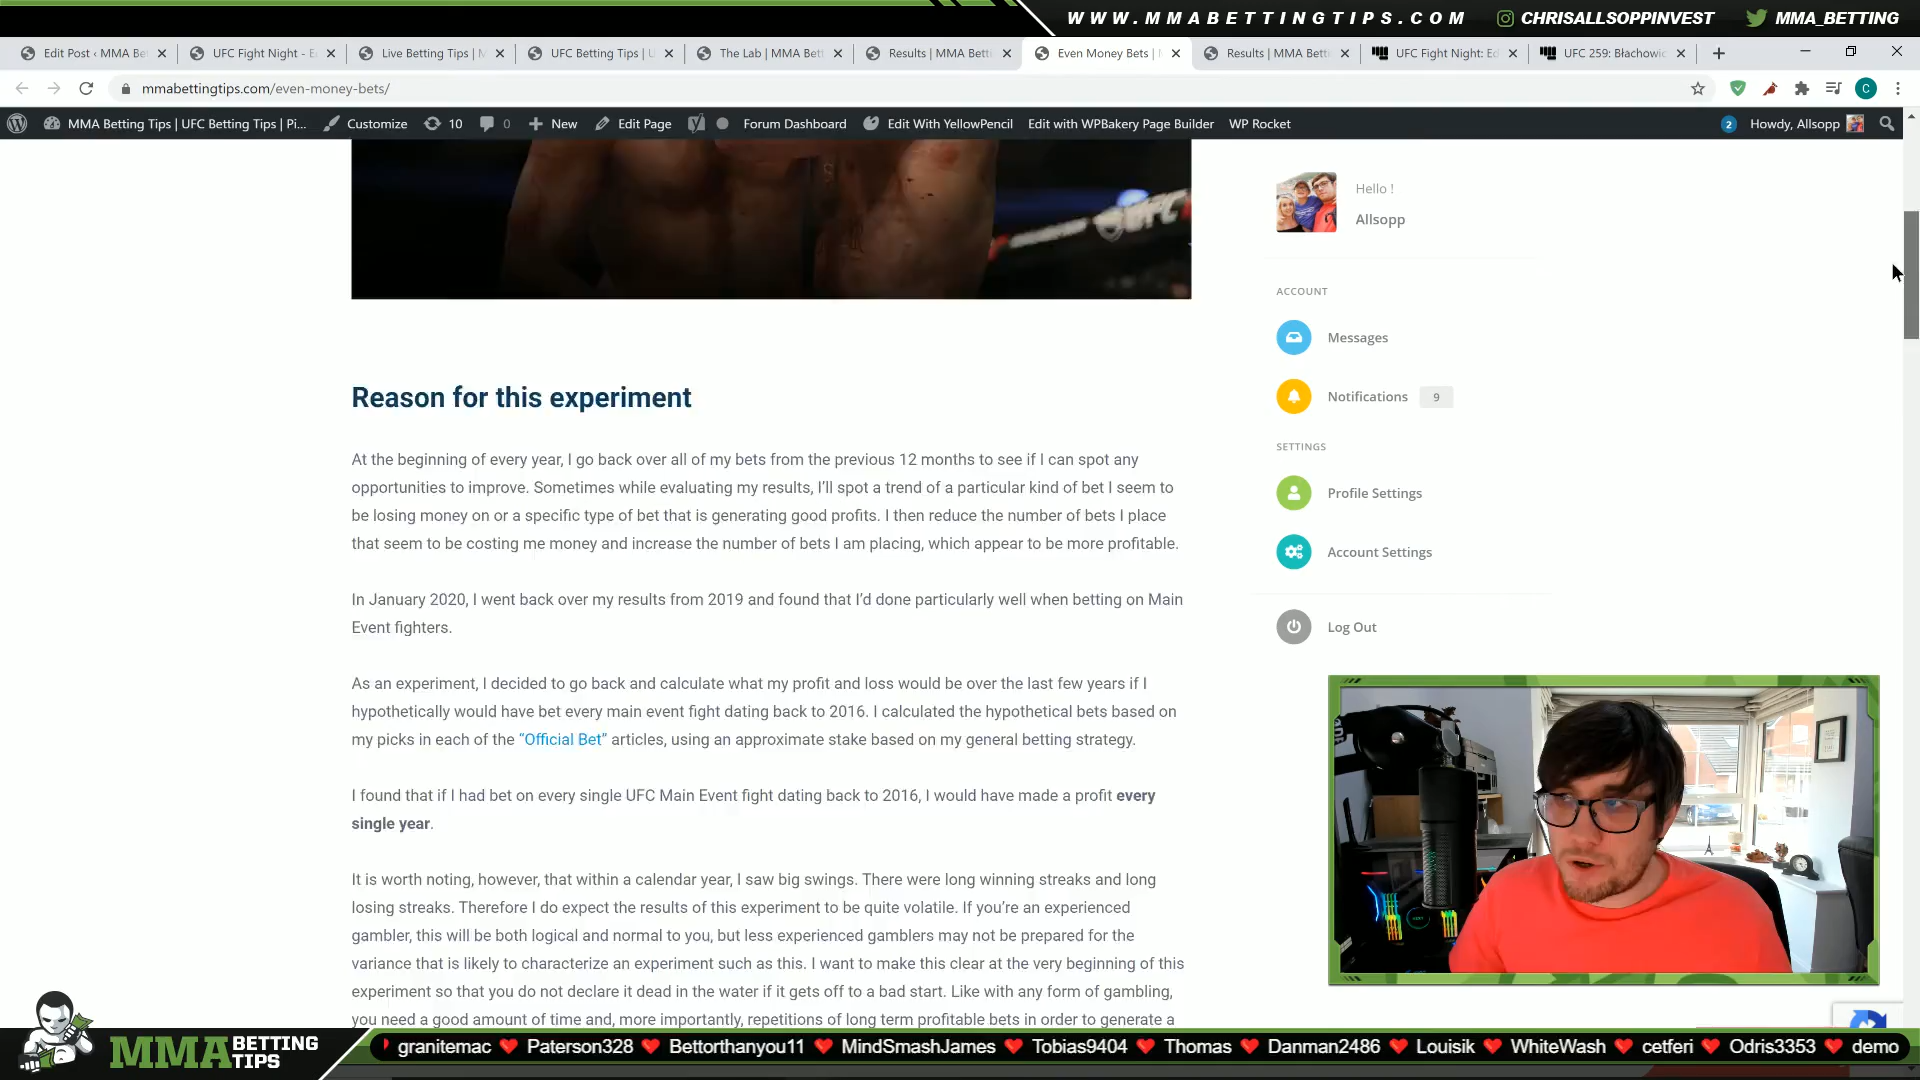 WWW.MMABETTINGTIPS.COM
CHRISALLSOPPINVEST
MMA_BETTING
Edit Post ‹ MMA Be
UFC Fight Night - E
Live Betting Tips | M
UFC Betting Tips | U
The Lab | MMA Bett
Results | MMA Betti
Even Money Bets |
Results | MMA Betti
UFC Fight Night: Ed
UFC 259: Błachowic
mmabettingtips.com/even-money-bets/
C
MMA Betting Tips | UFC Betting Tips | Pi...
Customize
10
0
New
Edit Page
Forum Dashboard
Edit With YellowPencil
Edit with WPBakery Page Builder
WP Rocket
2
Howdy, Allsopp
UFC
Hello !
Allsopp
ACCOUNT
Messages
Notifications 9
SETTINGS
Profile Settings
Account Settings
Log Out
Reason for this experiment
At the beginning of every year, I go back over all of my bets from the previous 12 months to see if I can spot any
opportunities to improve. Sometimes while evaluating my results, I'll spot a trend of a particular kind of bet I seem to
be losing money on or a specific type of bet that is generating good profits. I then reduce the number of bets I place
that seem to be costing me money and increase the number of bets I am placing, which appear to be more profitable.
In January 2020, I went back over my results from 2019 and found that I'd done particularly well when betting on Main
Event fighters.
As an experiment, I decided to go back and calculate what my profit and loss would be over the last few years if I
hypothetically would have bet every main event fight dating back to 2016. I calculated the hypothetical bets based on
my picks in each of the “Official Bet” articles, using an approximate stake based on my general betting strategy.
I found that if I had bet on every single UFC Main Event fight dating back to 2016, I would have made a profit every
single year.
It is worth noting, however, that within a calendar year, I saw big swings. There were long winning streaks and long
losing streaks. Therefore I do expect the results of this experiment to be quite volatile. If you're an experienced
gambler, this will be both logical and normal to you, but less experienced gamblers may not be prepared for the
variance that is likely to characterize an experiment such as this. I want to make this clear at the very beginning of this
experiment so that you do not declare it dead in the water if it gets off to a bad start. Like with any form of gambling,
you need a good amount of time and, more importantly, repetitions of long term profitable bets in order to generate a
MMA BETTING TIPS
granitemac Paterson328 Bettorthanyou11 MindSmashJames Tobias9404 Thomas Danman2486 Louisik WhiteWash cetferi Odris3353 demo